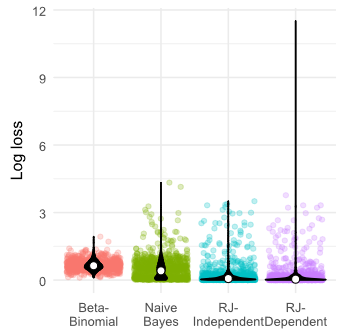 12
9
6
3
0
Log loss
Beta-
Binomial
Naive
Bayes
RJ-
Independent
RJ-
Dependent